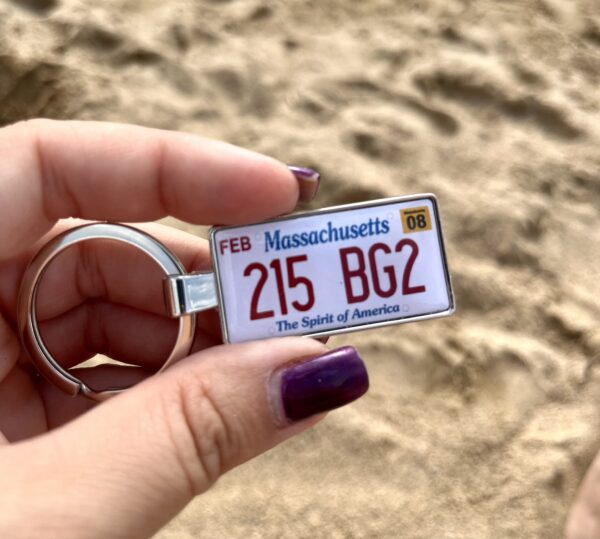 FEB Massachusetts 08
215 BG2
The Spirit of America